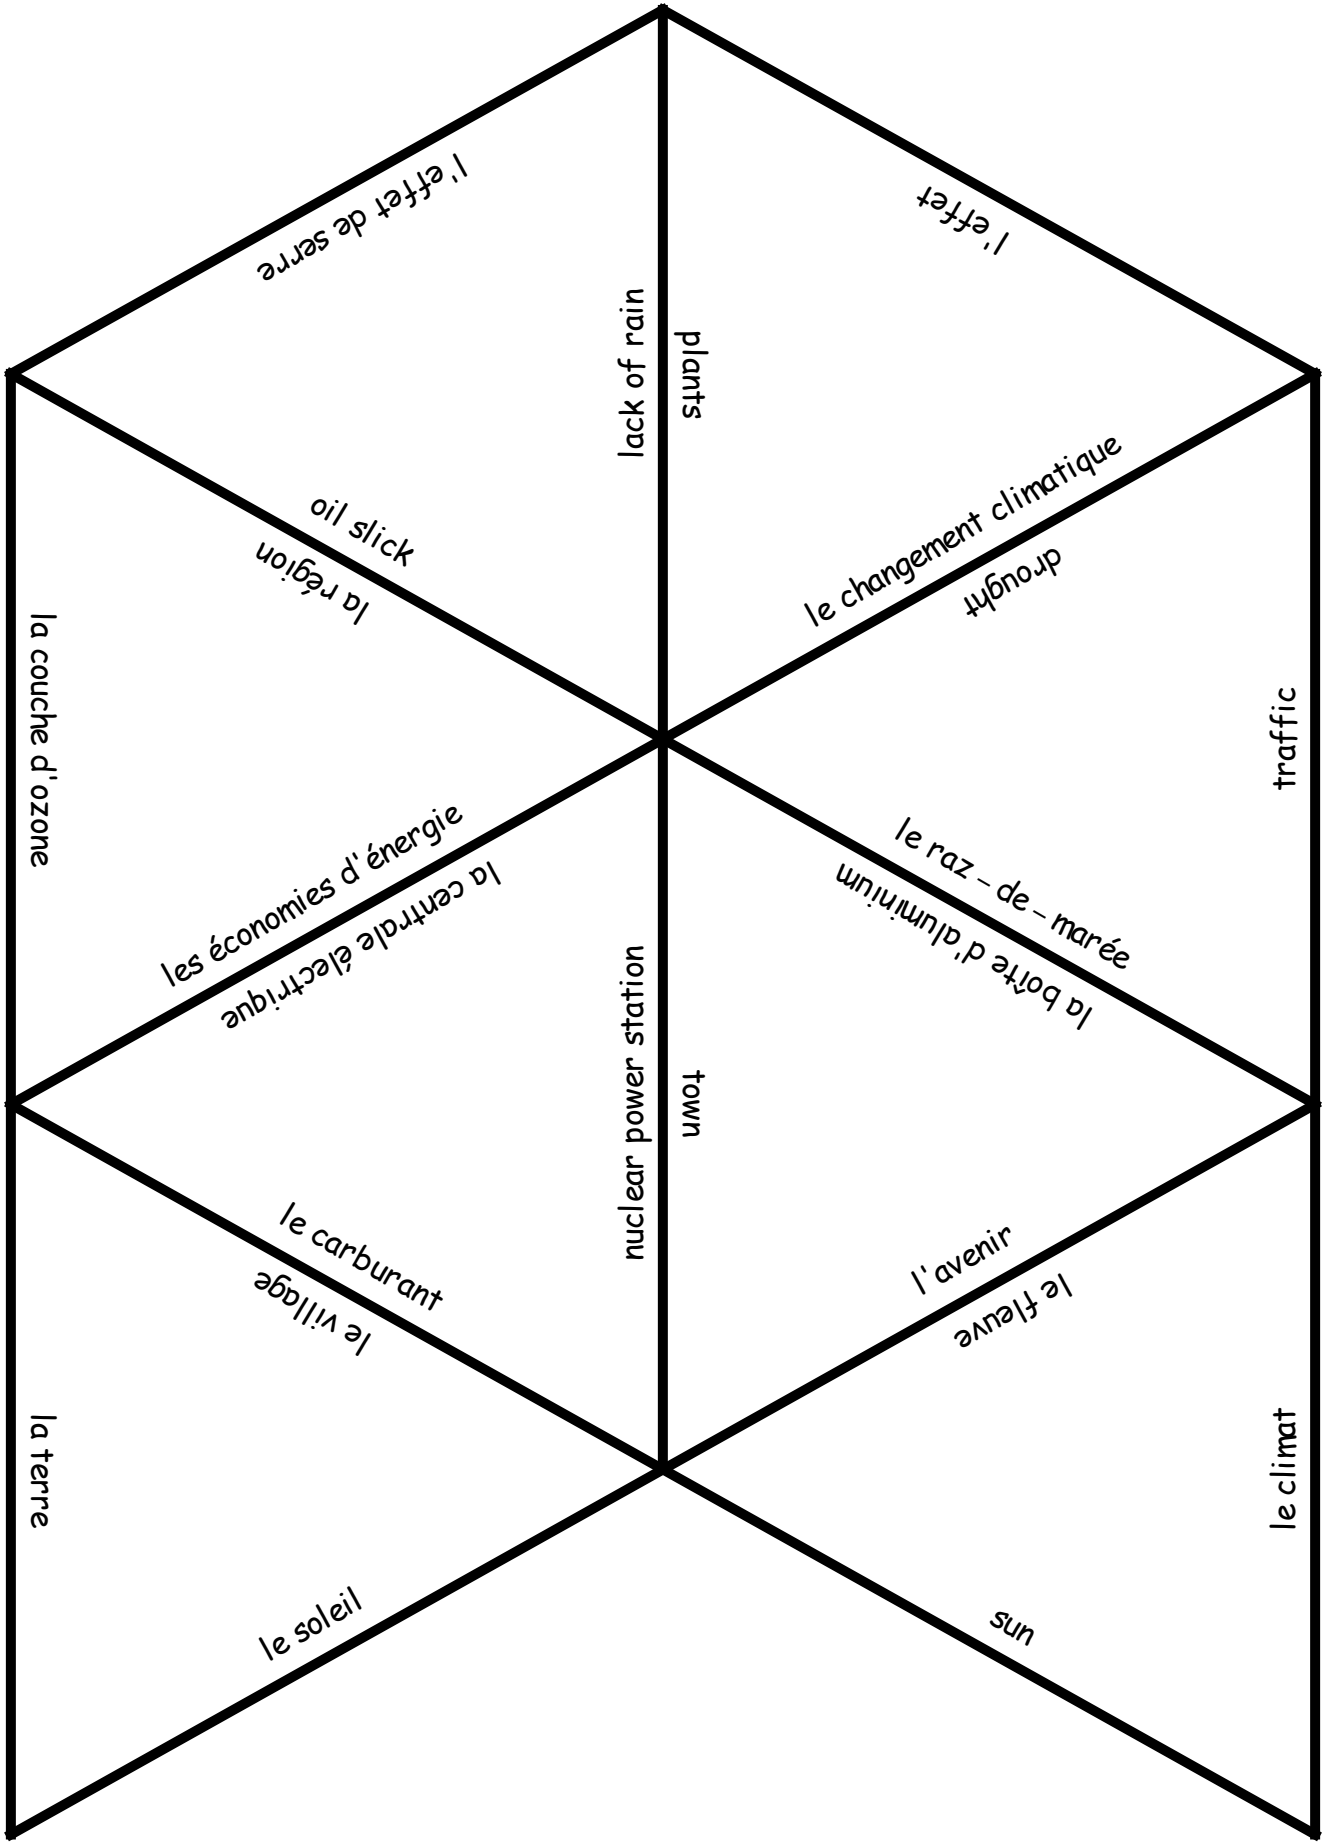 l'effet de serre
l'effet
lack of rain
plants
oil slick
la région
le changement climatique
drought
la couche d'ozone
traffic
les économies d'énergie
la centrale électrique
le raz-de-marée
la boîte d'aluminium
nuclear power station
town
le carburant
le village
l'avenir
le fleuve
la terre
le climat
le soleil
sun